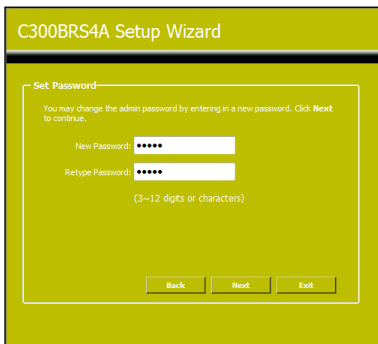 C300BRS4A Setup Wizard
Set Password
You may change the admin password by entering in a new password. Click Next
to continue.
New Password: •••••
Retype Password: •••••
(3~12 digits or characters)
Back Next Exit